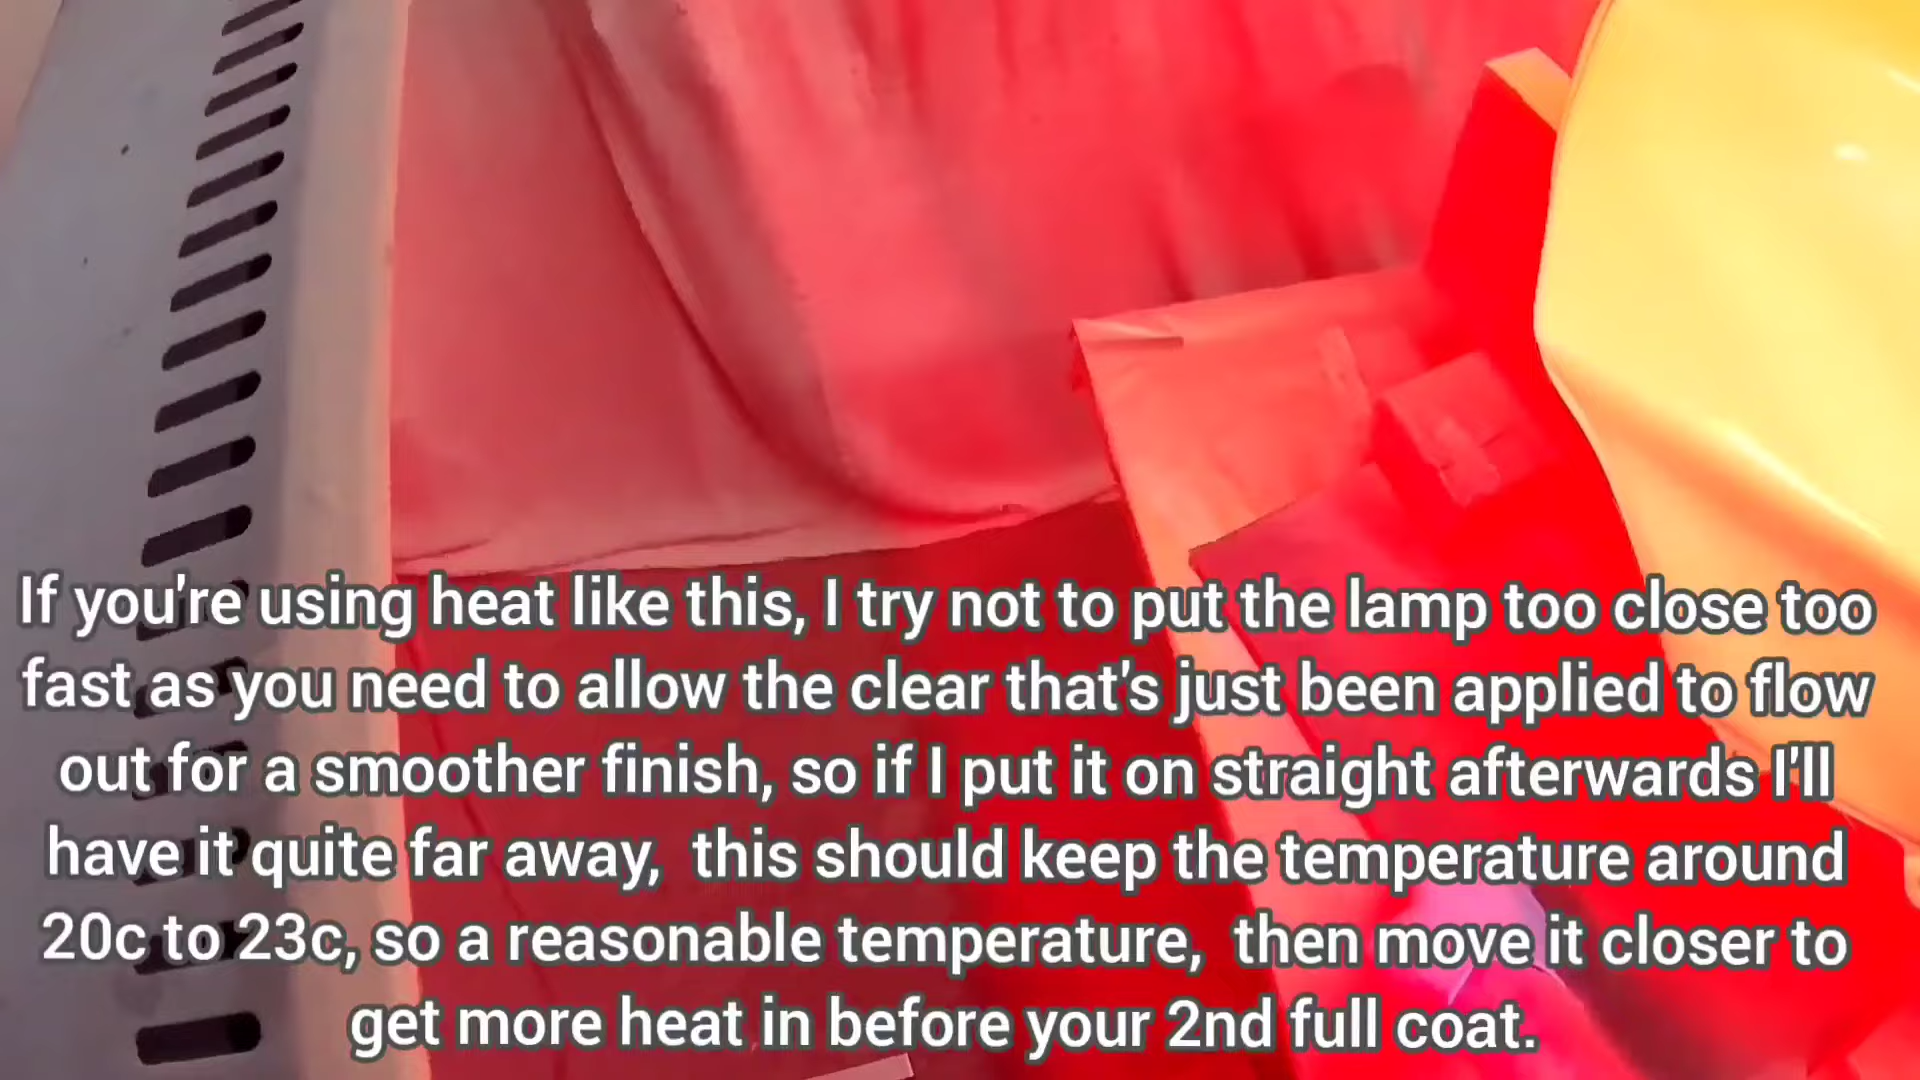 If you're using heat like this, I try not to put the lamp too close too
fast as you need to allow the clear that's just been applied to flow
out for a smoother finish, so if I put it on straight afterwards I'll
have it quite far away,  this should keep the temperature around
20c to 23c, so a reasonable temperature,  then move it closer to
get more heat in before your 2nd full coat.